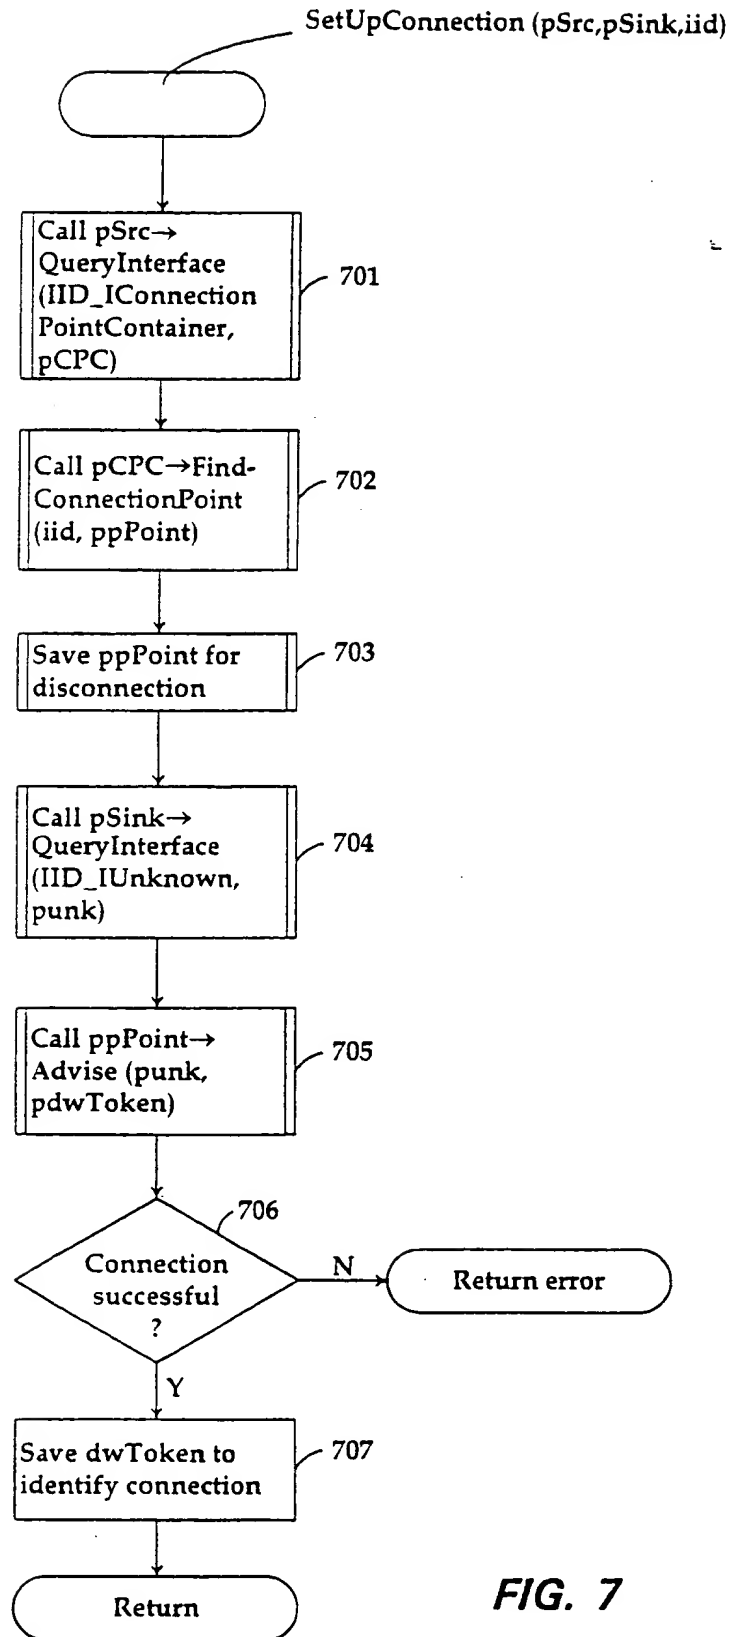 SetUpConnection (pSrc,pSink,iid)
Call pSrc→
QueryInterface
(IID_IConnection
PointContainer,
pCPC)
701
Call pCPC→Find-
ConnectionPoint
(iid, ppPoint)
702
Save ppPoint for
disconnection
703
Call pSink→
QueryInterface
(IID_IUnknown,
punk)
704
Call ppPoint→
Advise (punk,
pdwToken)
705
706
Connection
successful
?
N
Return error
Y
Save dwToken to
identify connection
707
Return
FIG. 7